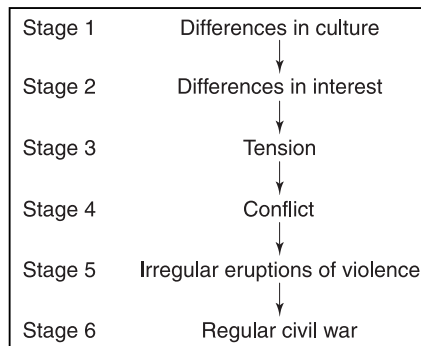 Stage 1 Differences in culture
Stage 2 Differences in interest
Stage 3 Tension
Stage 4 Conflict
Stage 5 Irregular eruptions of violence
Stage 6 Regular civil war